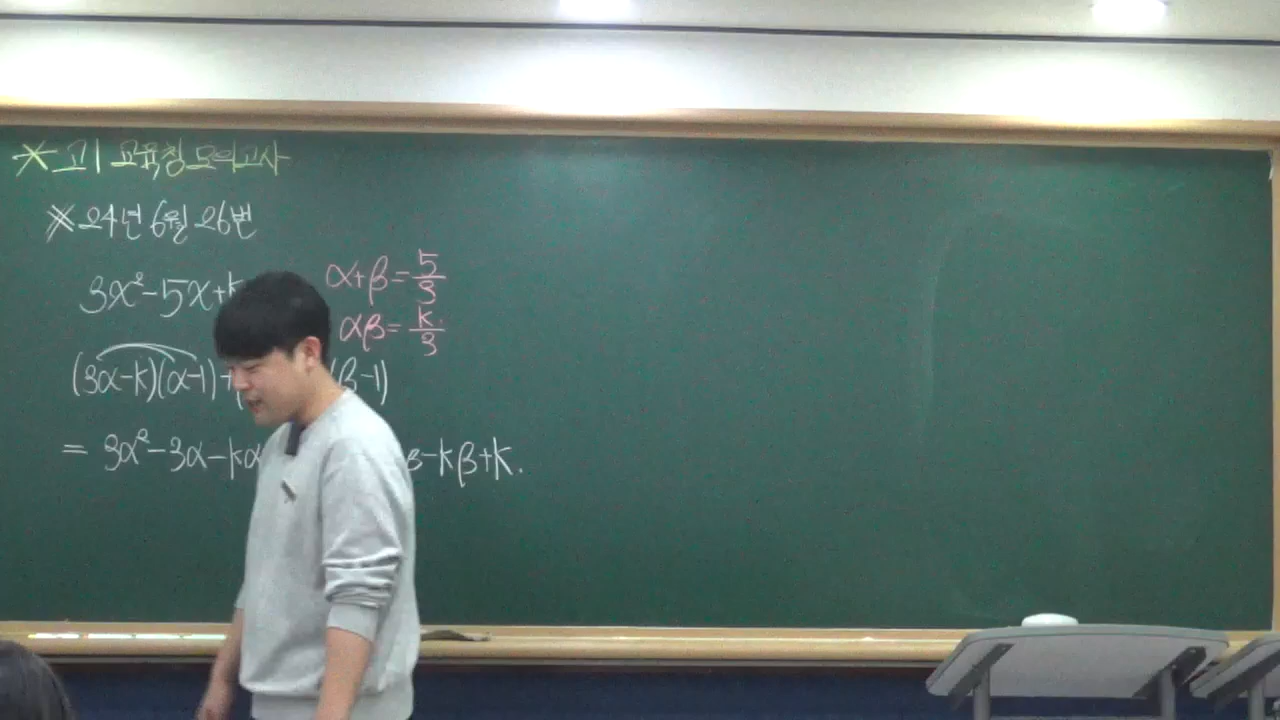 ※ 고1 교육청 모의고사
※ 24년 6월 26번
3x²-5x+k
α+β=5/3
αβ=k/3
(3α-k)(α-1)+ (β-1)
= 3α²-3α-kα β-kβ+k.